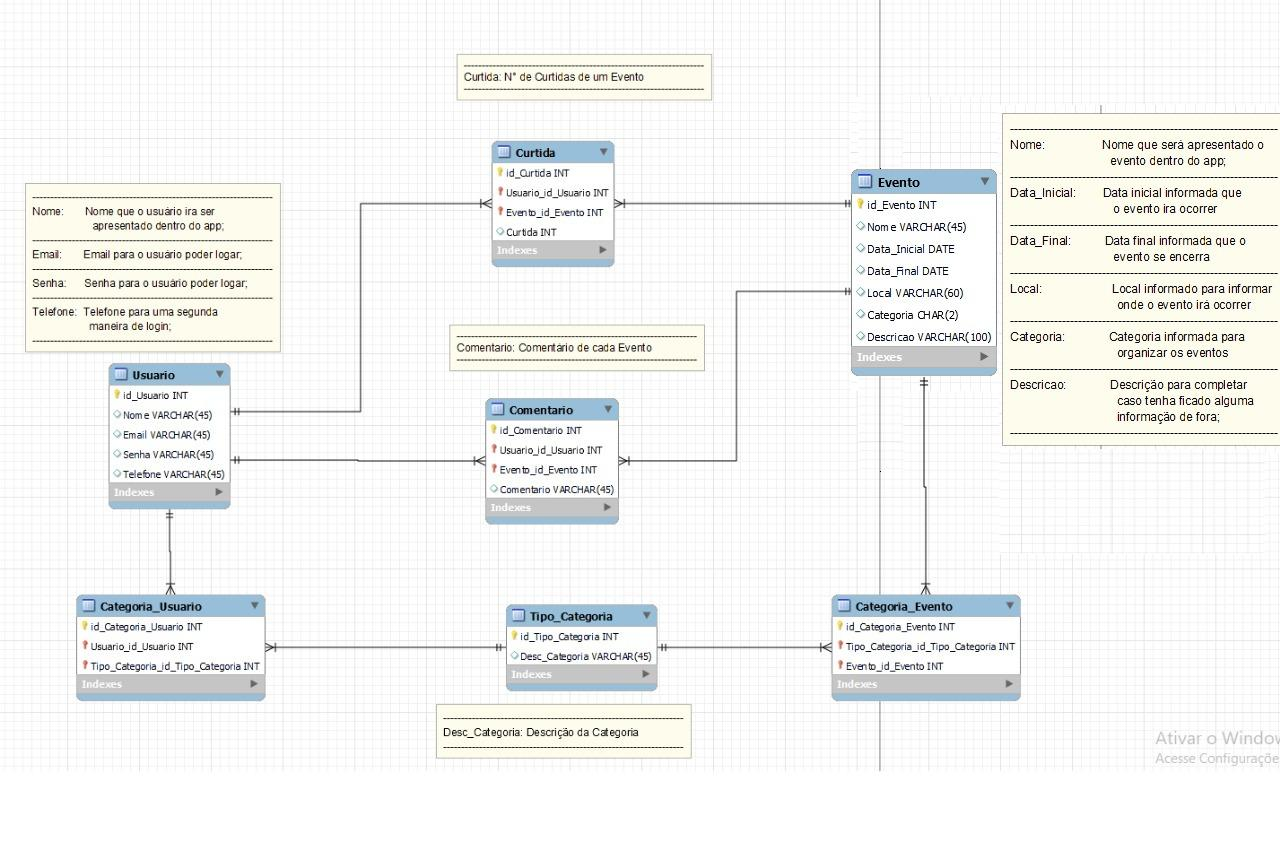 Curtida: N° de Curtidas de um Evento
Curtida
id_Curtida INT
Usuario_id_Usuario INT
Evento_id_Evento INT
Curtida INT
Indexes
Nome: Nome que o usuário ira ser
apresentado dentro do app;
Email: Email para o usuário poder logar;
Senha: Senha para o usuário poder logar;
Telefone: Telefone para uma segunda
maneira de login;
Evento
id_Evento INT
Nome VARCHAR(45)
Data_Inicial DATE
Data_Final DATE
Local VARCHAR(60)
Categoria CHAR(2)
Descricao VARCHAR(100)
Indexes
Nome: Nome que será apresentado o
evento dentro do app;
Data_Inicial: Data inicial informada que
o evento ira ocorrer
Data_Final: Data final informada que o
evento se encerra
Local: Local informado para informar
onde o evento irá ocorrer
Categoria: Categoria informada para
organizar os eventos
Descricao: Descrição para completar
caso tenha ficado alguma
informação de fora;
Comentario: Comentário de cada Evento
Usuario
id_Usuario INT
Nome VARCHAR(45)
Email VARCHAR(45)
Senha VARCHAR(45)
Telefone VARCHAR(45)
Indexes
Comentario
id_Comentario INT
Usuario_id_Usuario INT
Evento_id_Evento INT
Comentario VARCHAR(45)
Indexes
Categoria_Usuario
id_Categoria_Usuario INT
Usuario_id_Usuario INT
Tipo_Categoria_id_Tipo_Categoria INT
Indexes
Tipo_Categoria
id_Tipo_Categoria INT
Desc_Categoria VARCHAR(45)
Indexes
Categoria_Evento
id_Categoria_Evento INT
Tipo_Categoria_id_Tipo_Categoria INT
Evento_id_Evento INT
Indexes
Desc_Categoria: Descrição da Categoria
Ativar o Window
Acesse Configuraçõe